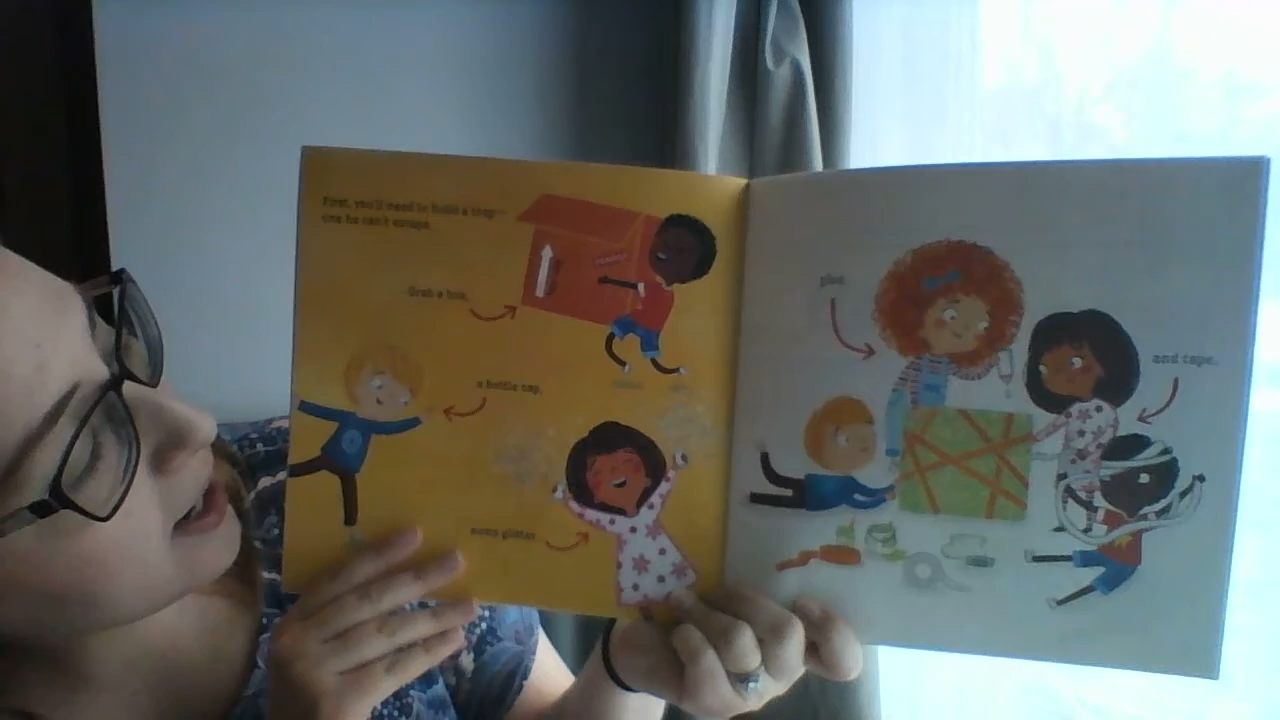 First, you'll need to build a trap—
one he can't escape.
Grab a box,
a bottle cap,
some glitter
glue
and tape.